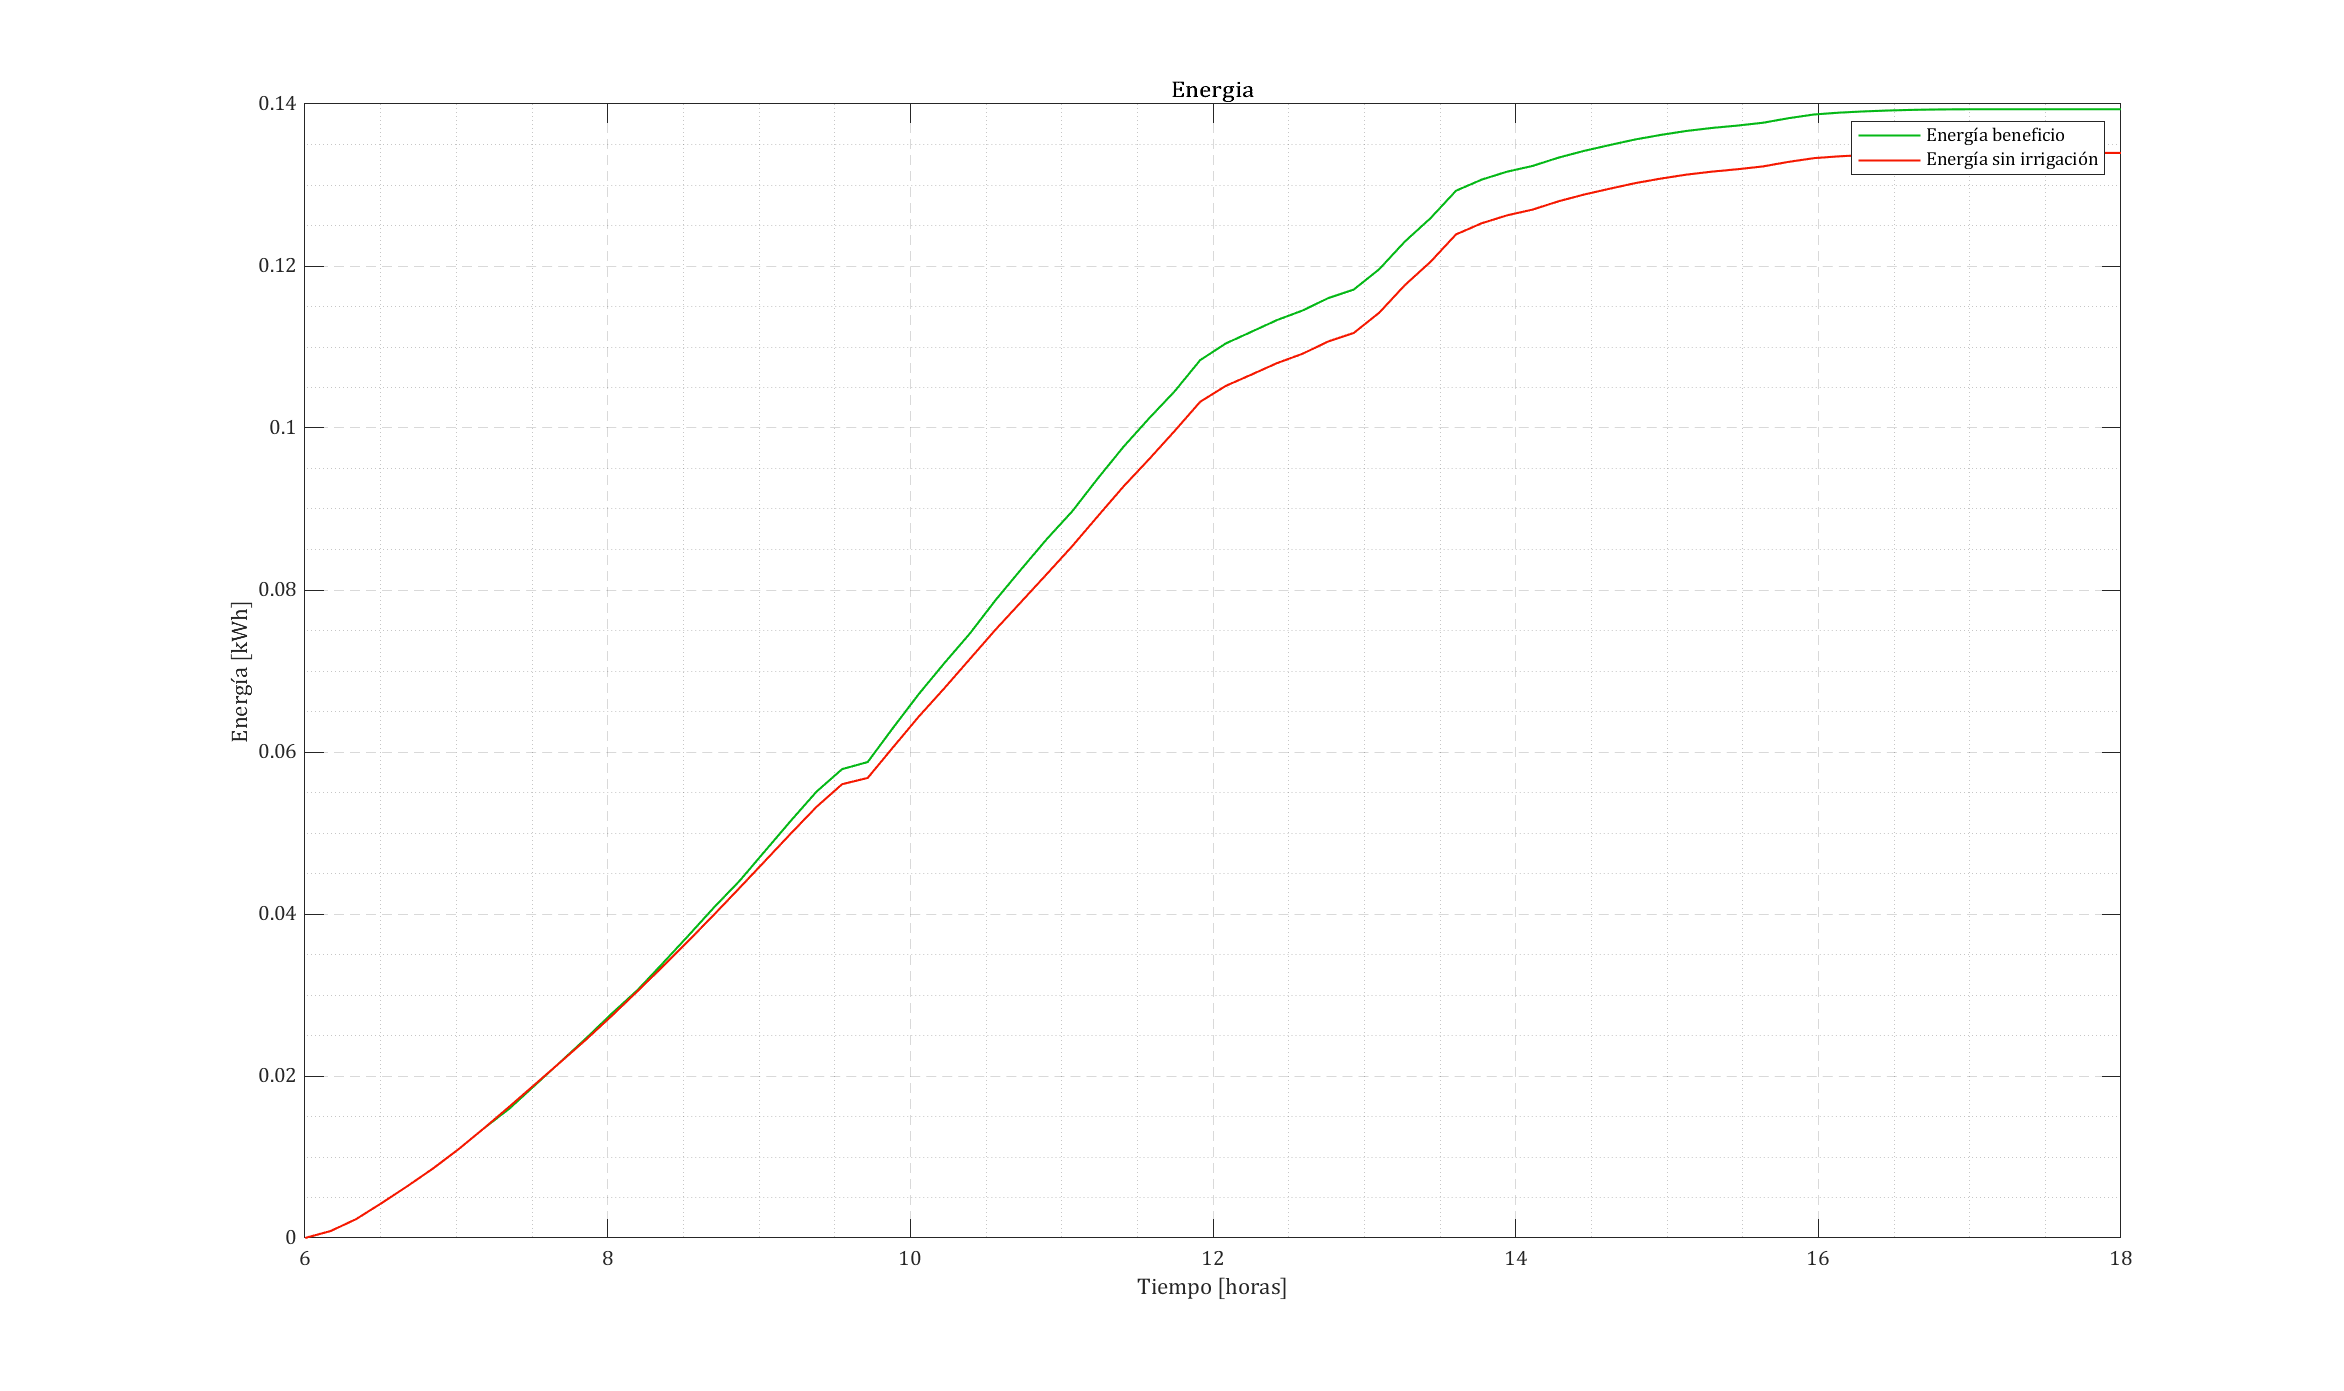 Energia
0.14
0.12
0.1
0.08
0.06
0.04
0.02
0
Energía [kWh]
Energía beneficio
Energía sin irrigación
6 8 10 12 14 16 18
Tiempo [horas]